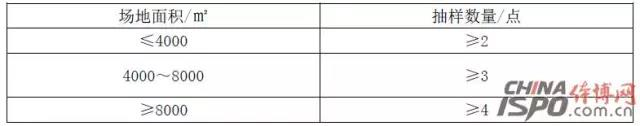 场地面积/㎡ 抽样数量/点
≤4000 ≥2
4000～8000 ≥3
≥8000 ≥4
CHINA 体博网
ISPO.COM